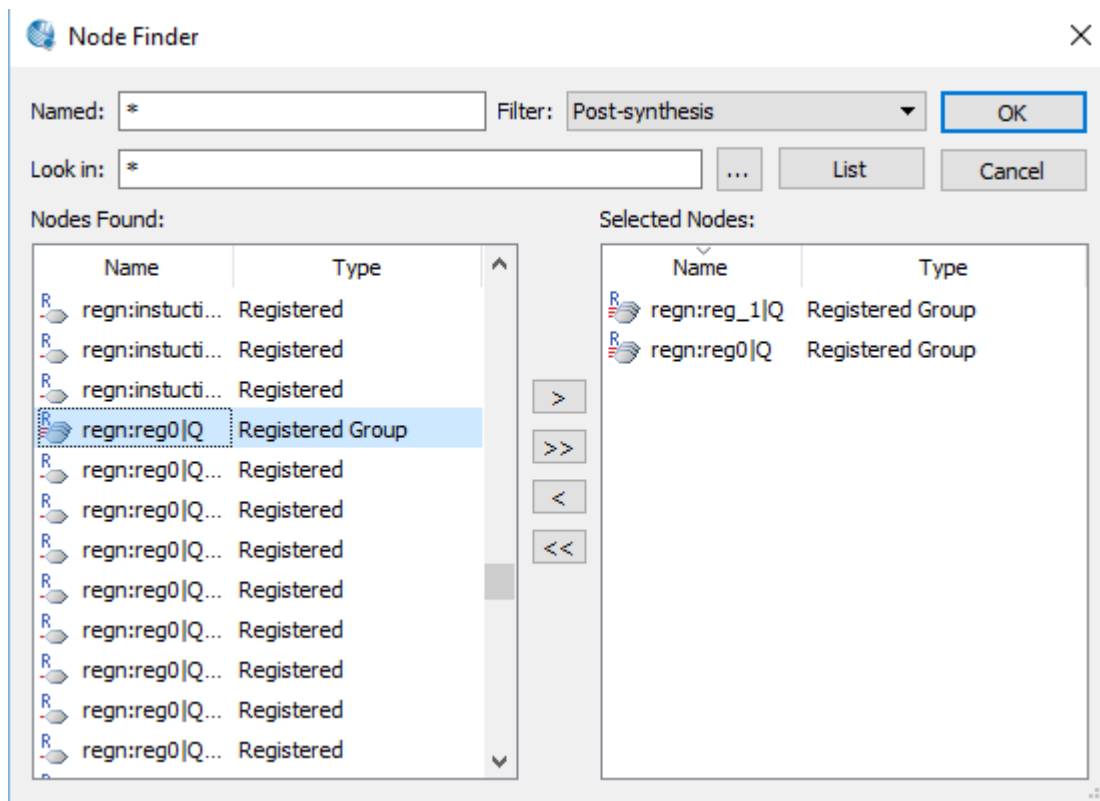 Node Finder
Named: * Filter: Post-synthesis OK
Look in: * ... List Cancel
Nodes Found: Selected Nodes:
Name Type Name Type
R regn:instucti... Registered R regn:reg_1|Q Registered Group
R regn:instucti... Registered R regn:reg0|Q Registered Group
R regn:instucti... Registered >
R regn:reg0|Q Registered Group >>
R regn:reg0|Q... Registered <
R regn:reg0|Q... Registered <<
R regn:reg0|Q... Registered
R regn:reg0|Q... Registered
R regn:reg0|Q... Registered
R regn:reg0|Q... Registered
R regn:reg0|Q... Registered
R regn:reg0|Q... Registered